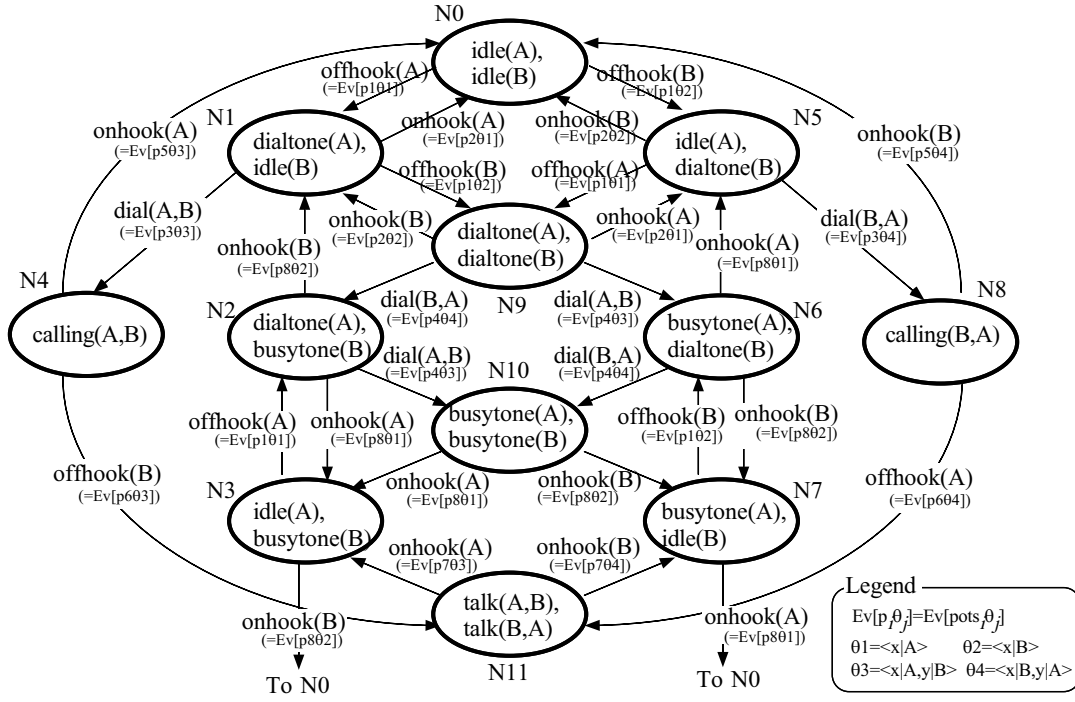 N0
idle(A),
idle(B)
offhook(A)
(=Ev[p1θ1])
offhook(B)
(=Ev[p1θ2])
N1
dialtone(A),
idle(B)
onhook(A)
(=Ev[p2θ1])
onhook(B)
(=Ev[p2θ2])
N5
idle(A),
dialtone(B)
onhook(A)
(=Ev[p5θ3])
onhook(B)
(=Ev[p5θ4])
offhook(B)
(=Ev[p1θ2])
offhook(A)
(=Ev[p1θ1])
dial(A,B)
(=Ev[p3θ3])
onhook(B)
(=Ev[p2θ2])
dialtone(A),
dialtone(B)
N9
onhook(A)
(=Ev[p2θ1])
dial(B,A)
(=Ev[p3θ4])
onhook(B)
(=Ev[p8θ2])
onhook(A)
(=Ev[p8θ1])
N4
calling(A,B)
N2
dialtone(A),
busytone(B)
dial(B,A)
(=Ev[p4θ4])
dial(A,B)
(=Ev[p4θ3])
N6
busytone(A),
dialtone(B)
N8
calling(B,A)
dial(A,B)
(=Ev[p4θ3])
dial(B,A)
(=Ev[p4θ4])
N10
busytone(A),
busytone(B)
offhook(A)
(=Ev[p1θ1])
onhook(A)
(=Ev[p8θ1])
offhook(B)
(=Ev[p1θ2])
onhook(B)
(=Ev[p8θ2])
offhook(B)
(=Ev[p6θ3])
onhook(A)
(=Ev[p8θ1])
onhook(B)
(=Ev[p8θ2])
offhook(A)
(=Ev[p6θ4])
N3
idle(A),
busytone(B)
N7
busytone(A),
idle(B)
onhook(A)
(=Ev[p7θ3])
onhook(B)
(=Ev[p7θ4])
talk(A,B),
talk(B,A)
N11
onhook(B)
(=Ev[p8θ2])
To N0
onhook(A)
(=Ev[p8θ1])
To N0
Legend
Ev[piθj]=Ev[potsiθj]
θ1=<x|A> θ2=<x|B>
θ3=<x|A,y|B> θ4=<x|B,y|A>